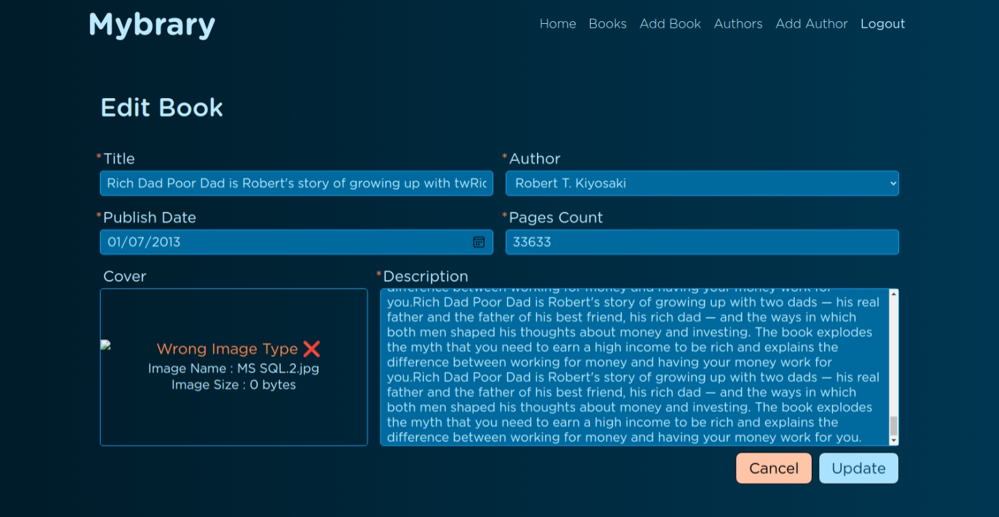 Mybrary
Home Books Add Book Authors Add Author Logout
Edit Book
*Title
Rich Dad Poor Dad is Robert's story of growing up with twRic
*Author
Robert T. Kiyosaki
*Publish Date
01/07/2013
*Pages Count
33633
Cover
Wrong Image Type ❌
Image Name : MS SQL.2.jpg
Image Size : 0 bytes
*Description
difference between working for money and having your money work for
you.Rich Dad Poor Dad is Robert's story of growing up with two dads — his real
father and the father of his best friend, his rich dad — and the ways in which
both men shaped his thoughts about money and investing. The book explodes
the myth that you need to earn a high income to be rich and explains the
difference between working for money and having your money work for
you.Rich Dad Poor Dad is Robert's story of growing up with two dads — his real
father and the father of his best friend, his rich dad — and the ways in which
both men shaped his thoughts about money and investing. The book explodes
the myth that you need to earn a high income to be rich and explains the
difference between working for money and having your money work for you.
Cancel
Update